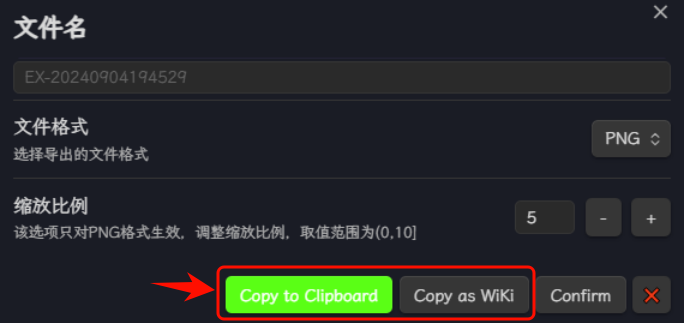 文件名
EX-20240904194529
文件格式
选择导出的文件格式
PNG
缩放比例
该选项只对PNG格式生效，调整缩放比例，取值范围为(0,10]
5 - +
Copy to Clipboard Copy as WiKi Confirm